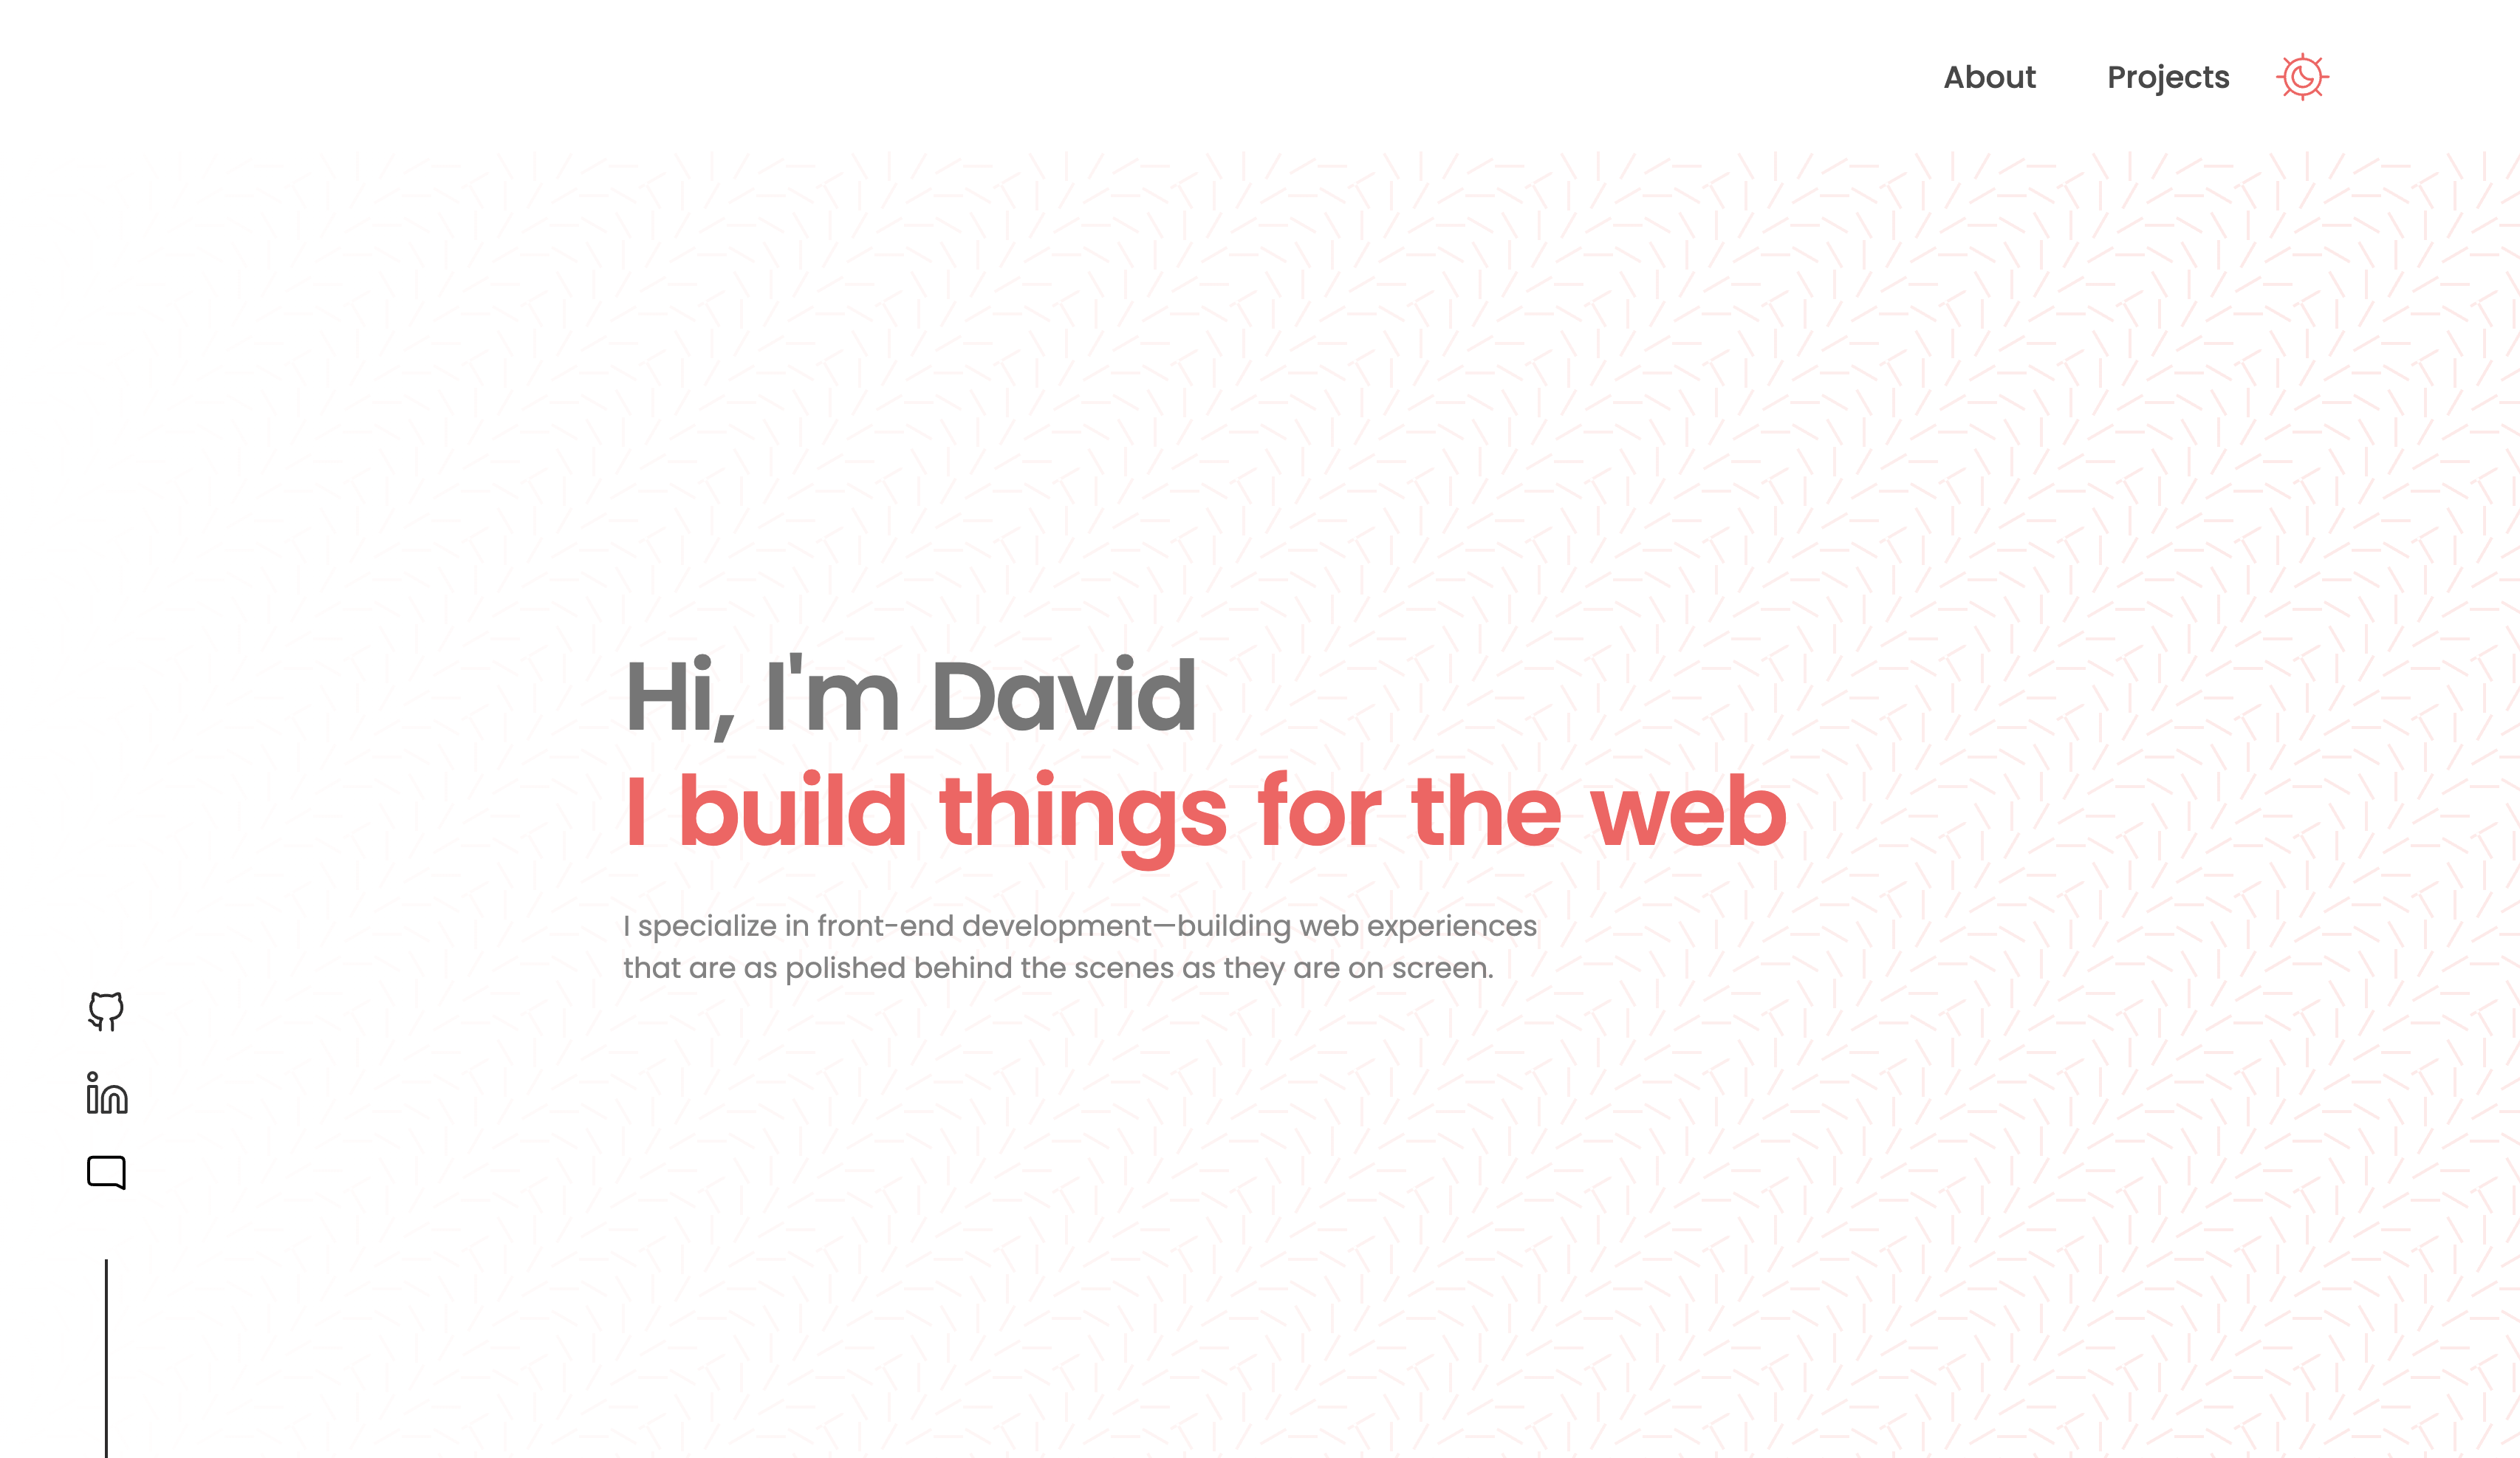 About
Projects
Hi, I'm David
I build things for the web
I specialize in front-end development—building web experiences
that are as polished behind the scenes as they are on screen.